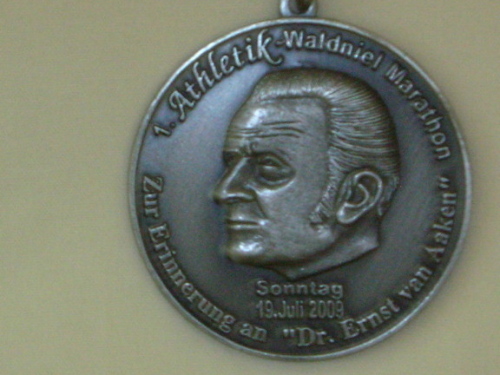 1. Athletik-Waldniel Marathon
Sonntag
19.Juli 2009
Zur Erinnerung an "Dr. Ernst van Aaken"